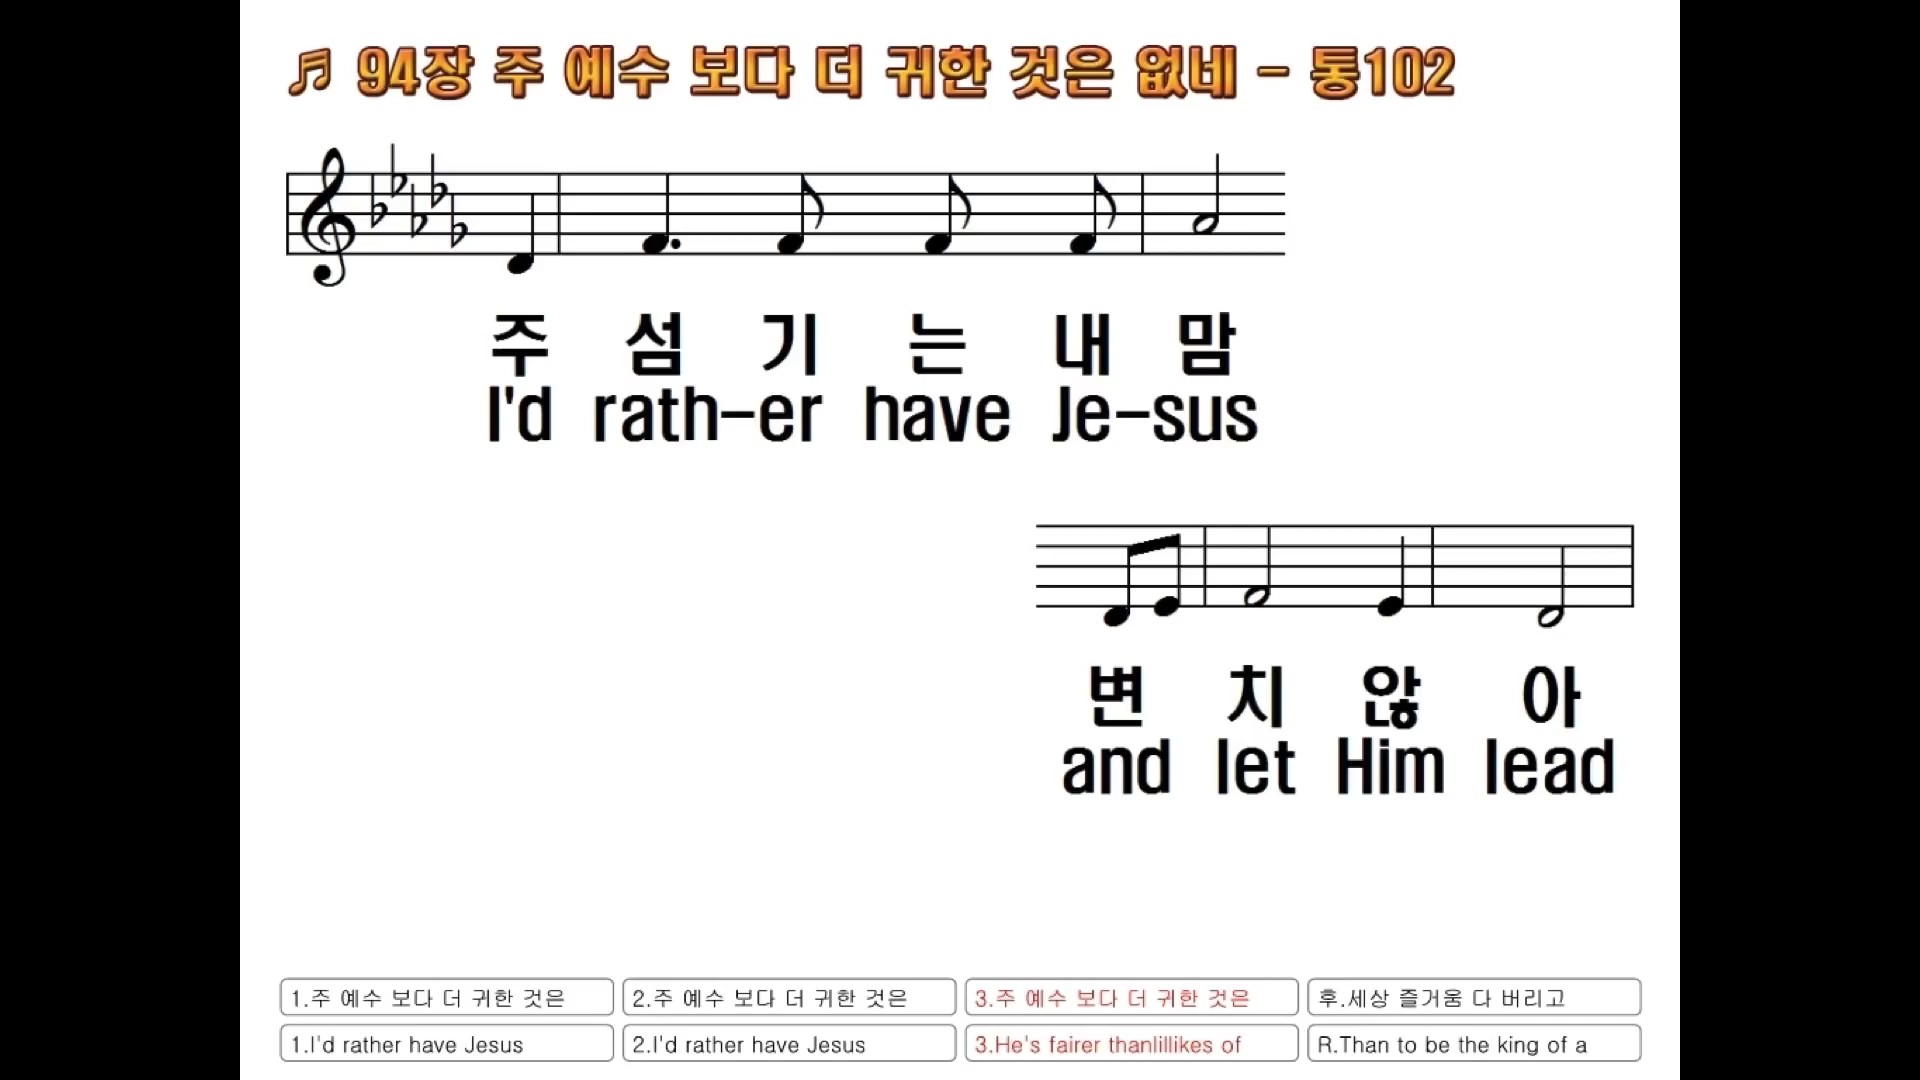 94장 주 예수 보다 더 귀한 것은 없네 - 통102
주 섬 기 는 내 맘
I'd rath-er have Je-sus
변 치 않 아
and let Him lead
1.주 예수 보다 더 귀한 것은
2.주 예수 보다 더 귀한 것은
3.주 예수 보다 더 귀한 것은
후.세상 즐거움 다 버리고
1.I'd rather have Jesus
2.I'd rather have Jesus
3.He's fairer thanlillikes of
R.Than to be the king of a